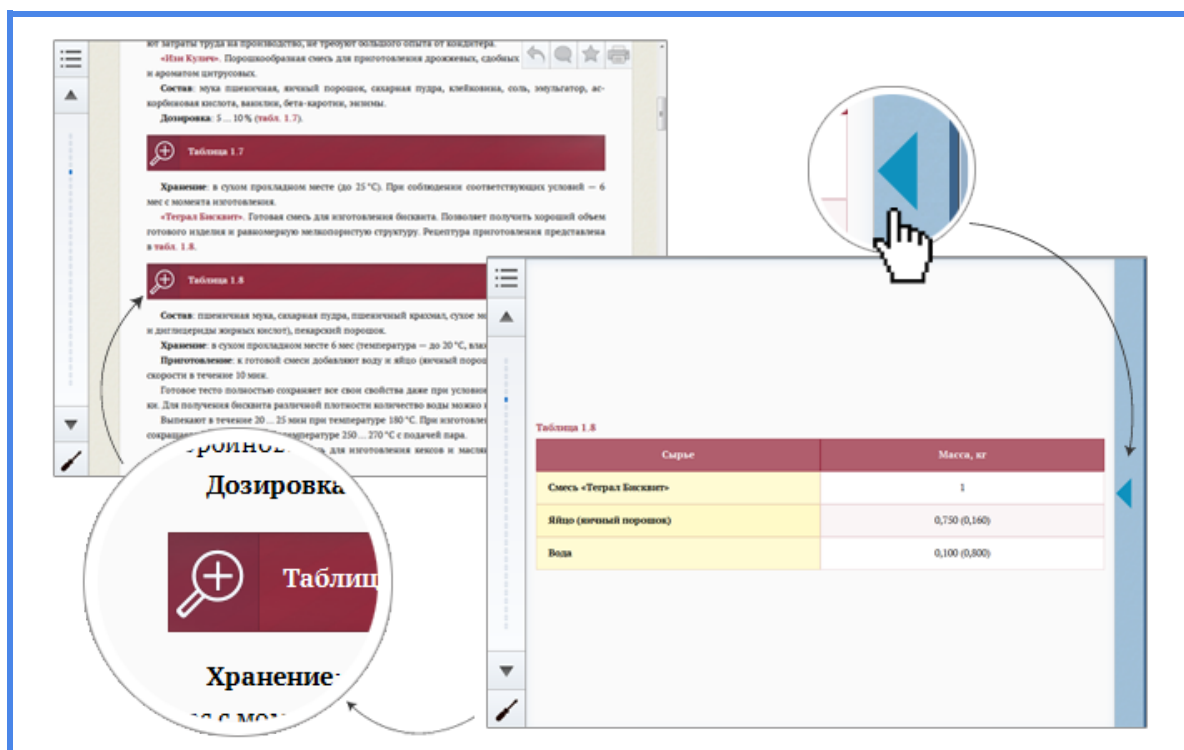 ют затраты труда на производство, не требуют большого опыта от кондитера.
«Изи Кулич». Порошкообразная смесь для приготовления дрожжевых, сдобных
и ароматом цитрусовых.
Состав: мука пшеничная, яичный порошок, сахарная пудра, клейковина, соль, эмульгатор, ас-
корбиновая кислота, ванилин, бета-каротин, энзимы.
Дозировка: 5 ... 10 % (табл. 1.7).
Таблица 1.7
Хранение: в сухом прохладном месте (до 25 °С). При соблюдении соответствующих условий — 6
мес с момента изготовления.
«Теграл Бисквит». Готовая смесь для изготовления бисквита. Позволяет получить хороший объем
готового изделия и равномерную мелкопористую структуру. Рецептура приготовления представлена
в табл. 1.8.
Таблица 1.8
Состав: пшеничная мука, сахарная пудра, пшеничный крахмал, сухое
и диглицериды жирных кислот), пекарский порошок.
Хранение: в сухом прохладном месте 6 мес (температура — до 20 °С,
Приготовление: к готовой смеси добавляют воду и яйцо (яичный
скорости в течение 10 мин.
Готовое тесто полностью сохраняет все свои свойства даже при
ки. Для получения бисквита различной плотности количество воды можно
Выпекают в течение 20 ... 25 мин при температуре 180 °С. При
температуре 250 ... 270 °С с подачей пара.
для изготовления кексов и
Дозировка
Таблиц
Хранение
Таблица 1.8
Сырье Масса, кг
Смесь «Теграл Бисквит» 1
Яйцо (яичный порошок) 0,750 (0,160)
Вода 0,100 (0,800)